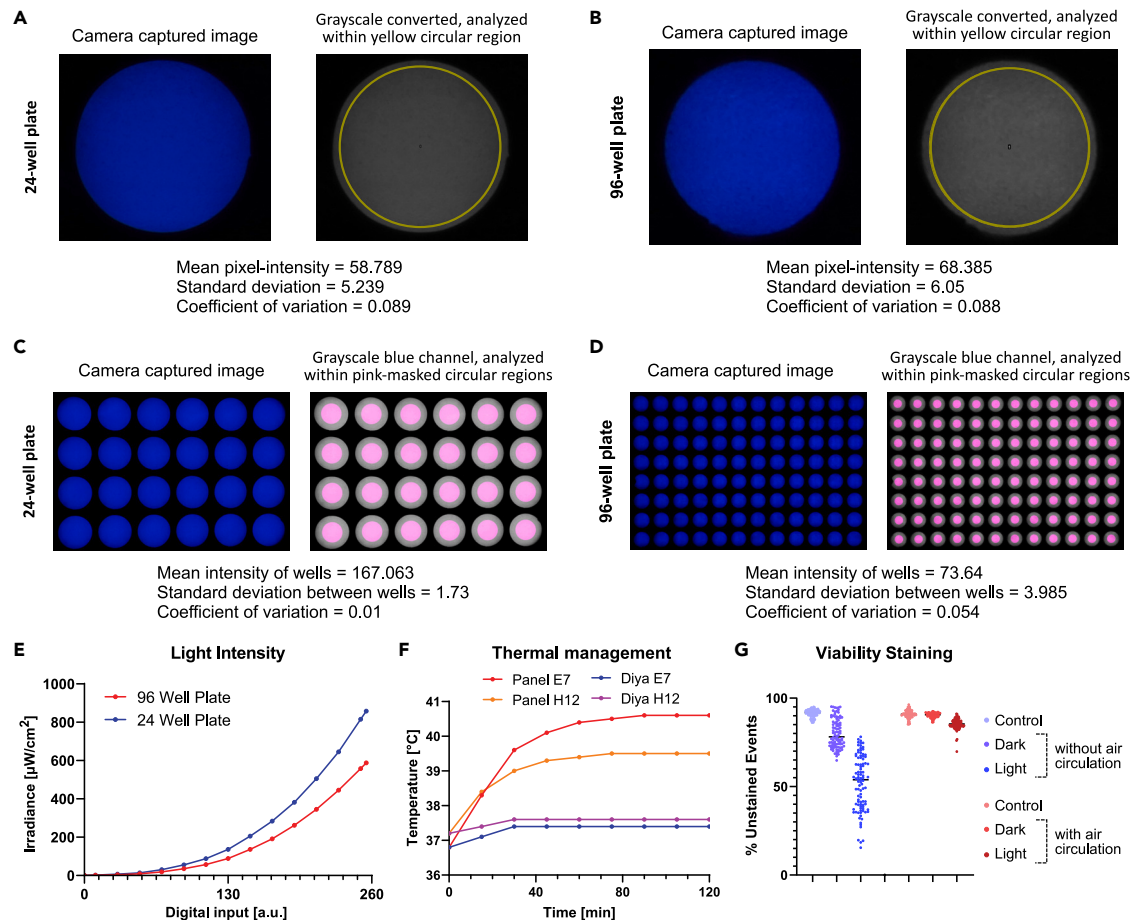 A
Camera captured image
Grayscale converted, analyzed
within yellow circular region
24-well plate
Mean pixel-intensity = 58.789
Standard deviation = 5.239
Coefficient of variation = 0.089
B
Camera captured image
Grayscale converted, analyzed
within yellow circular region
96-well plate
Mean pixel-intensity = 68.385
Standard deviation = 6.05
Coefficient of variation = 0.088
C
Camera captured image
Grayscale blue channel, analyzed
within pink-masked circular regions
24-well plate
Mean intensity of wells = 167.063
Standard deviation between wells = 1.73
Coefficient of variation = 0.01
D
Camera captured image
Grayscale blue channel, analyzed
within pink-masked circular regions
96-well plate
Mean intensity of wells = 73.64
Standard deviation between wells = 3.985
Coefficient of variation = 0.054
E
Light Intensity
96 Well Plate
24 Well Plate
Irradiance [µW/cm²]
1000
800
600
400
200
0
0 130 260
Digital input [a.u.]
F
Thermal management
Panel E7
Diya E7
Panel H12
Diya H12
Temperature [°C]
41
40
39
38
37
36
0 40 80 120
Time [min]
G
Viability Staining
% Unstained Events
100
50
0
Control
Dark
Light
without air
circulation
Control
Dark
Light
with air
circulation